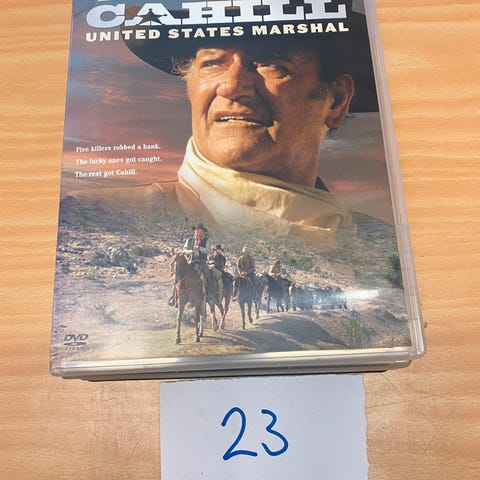 CAHILL
UNITED STATES MARSHAL
Five killers robbed a bank.
The lucky ones got caught.
The rest got Cahill.
DVD
23